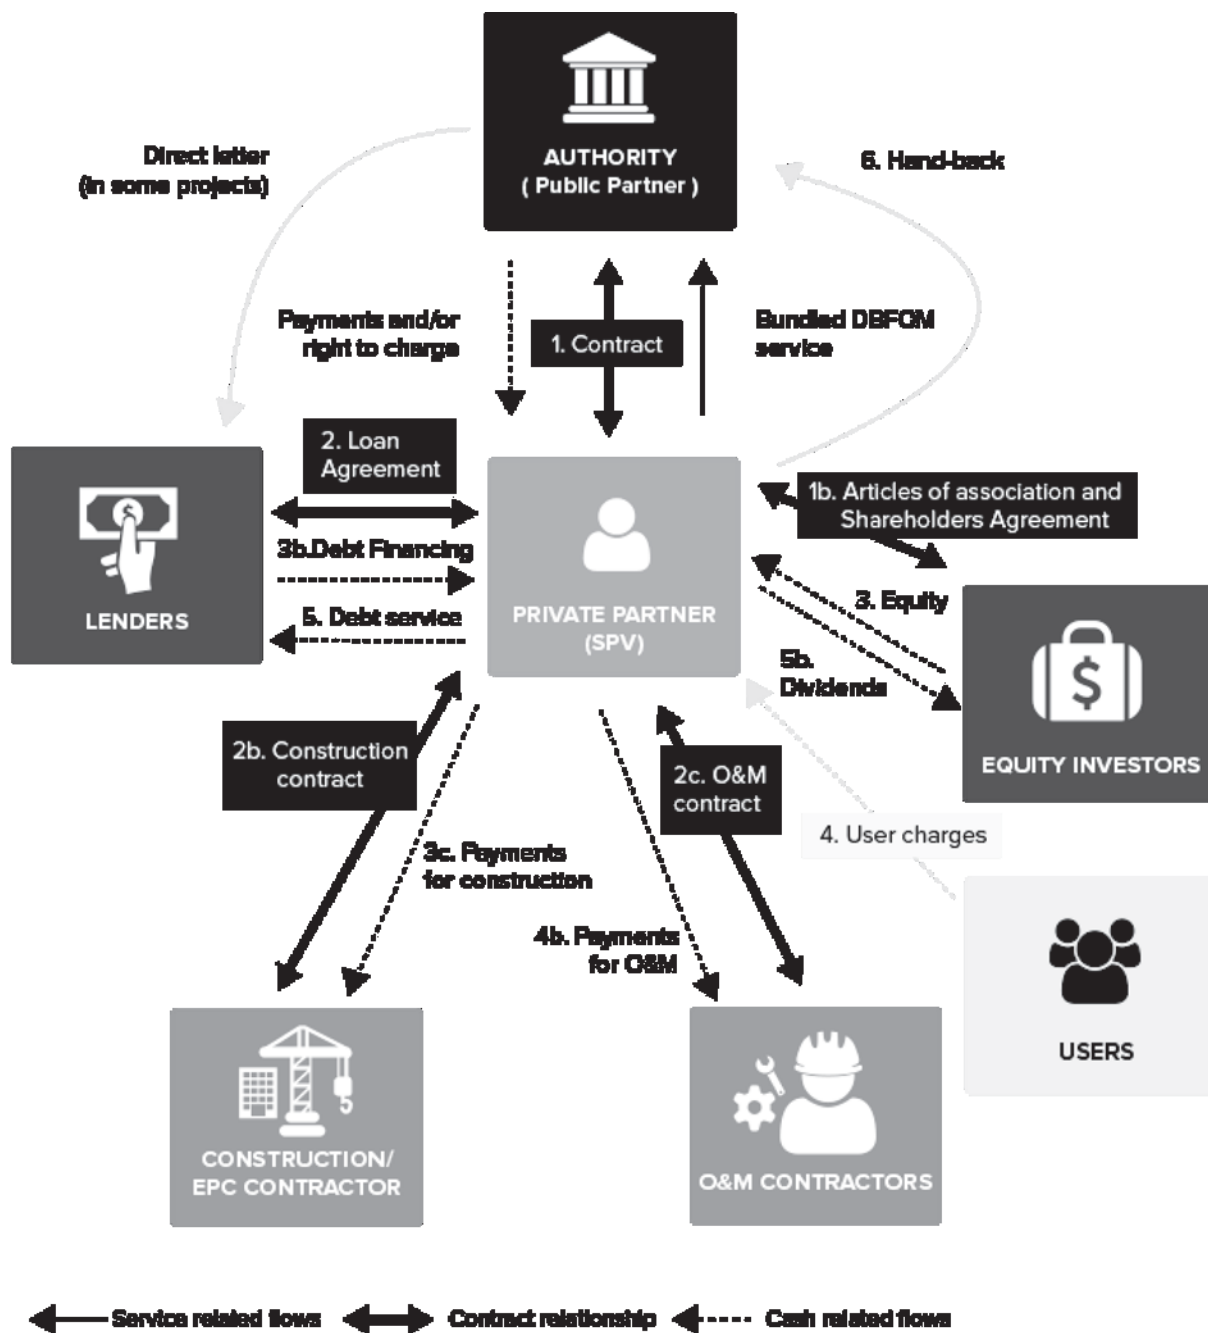 AUTHORITY
( Public Partner )
Direct letter
(in some projects)
6. Hand-back
Payments and/or
right to charge
1. Contract
Bundled DBFOM
service
2. Loan
Agreement
1b. Articles of association and
Shareholders Agreement
3b.Debt Financing
LENDERS
5. Debt service
PRIVATE PARTNER
(SPV)
3. Equity
5b.
Dividends
EQUITY INVESTORS
2b. Construction
contract
2c. O&M
contract
4. User charges
3c. Payments
for construction
4b. Payments
for O&M
USERS
CONSTRUCTION/
EPC CONTRACTOR
O&M CONTRACTORS
Service related flows
Contract relationship
Cash related flows